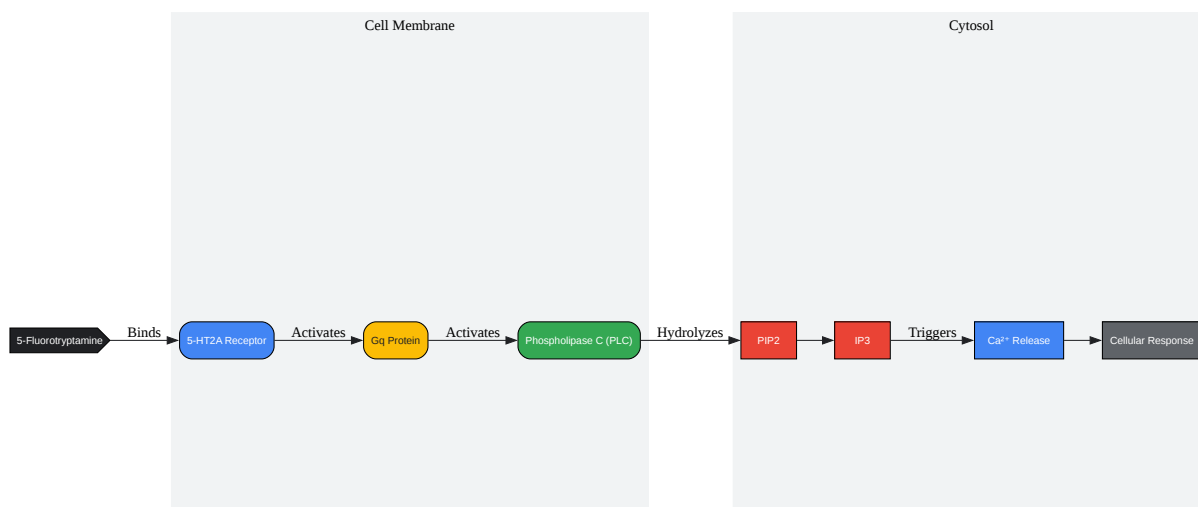 Cell Membrane
Cytosol
5-Fluorotryptamine
Binds
5-HT2A Receptor
Activates
Gq Protein
Activates
Phospholipase C (PLC)
Hydrolyzes
PIP2
IP3
Triggers
Ca²⁺ Release
Cellular Response